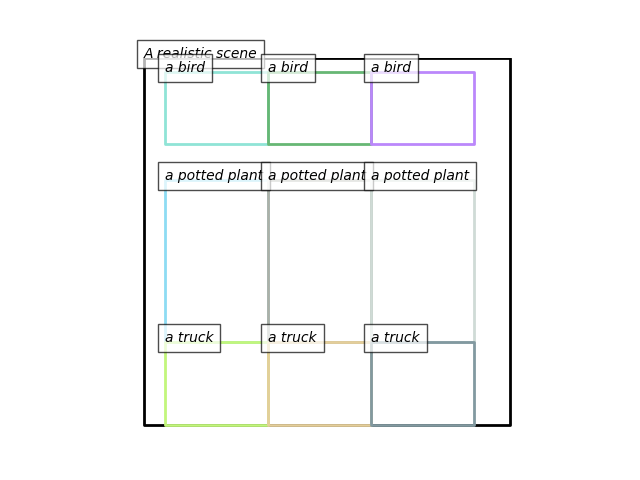 A realistic scene
a bird a bird a bird
a potted plant a potted plant a potted plant
a truck a truck a truck